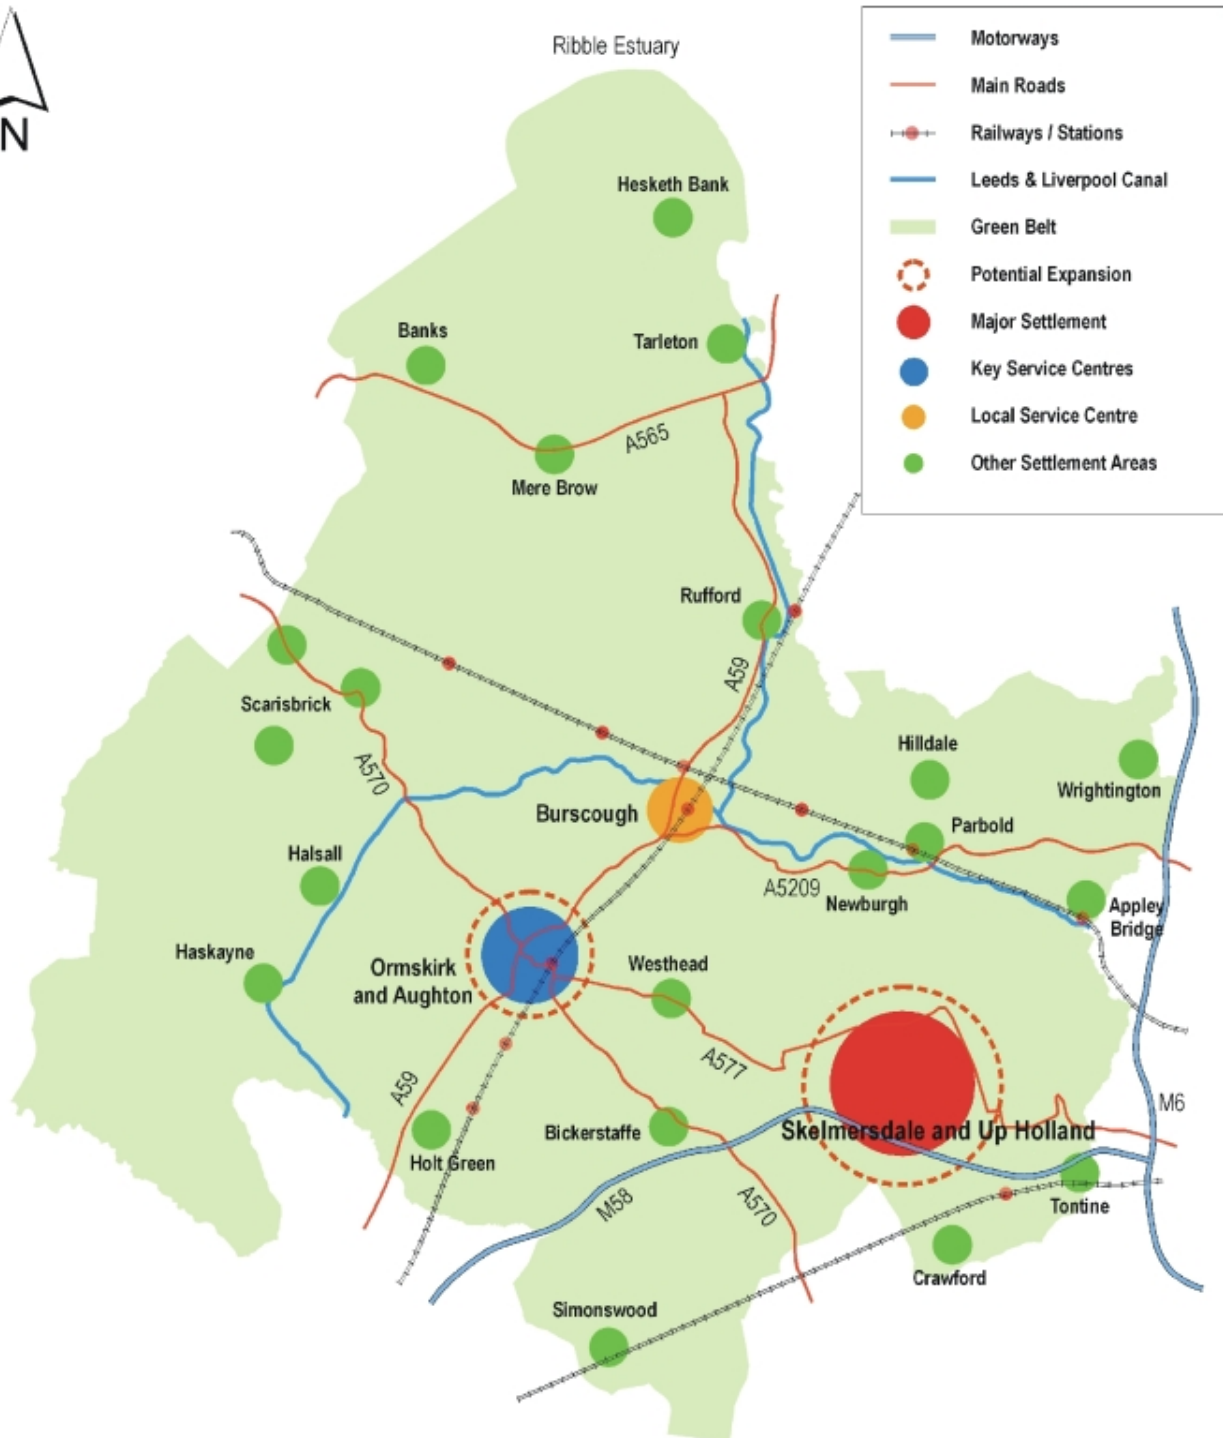 N
Ribble Estuary
Motorways
Main Roads
Railways / Stations
Leeds & Liverpool Canal
Green Belt
Potential Expansion
Major Settlement
Key Service Centres
Local Service Centre
Other Settlement Areas
Hesketh Bank
Banks
Tarleton
A565
Mere Brow
Rufford
A59
Scarisbrick
A570
Hilldale
Wrightington
Burscough
Parbold
Halsall
A5209
Newburgh
Appley
Bridge
Haskayne
Ormskirk
and Aughton
Westhead
A577
A59
M6
Bickerstaffe
Skelmersdale and Up Holland
Holt Green
M58
A570
Tontine
Crawford
Simonswood